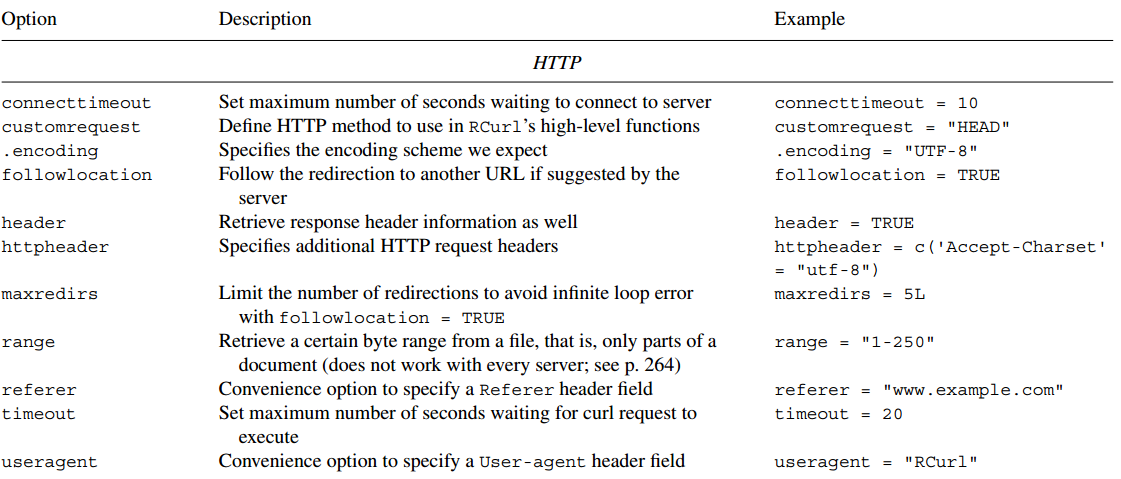 Option Description Example
HTTP
connecttimeout Set maximum number of seconds waiting to connect to server connecttimeout = 10
customrequest Define HTTP method to use in RCurl's high-level functions customrequest = "HEAD"
.encoding Specifies the encoding scheme we expect .encoding = "UTF-8"
followlocation Follow the redirection to another URL if suggested by the followlocation = TRUE
server
header Retrieve response header information as well header = TRUE
httpheader Specifies additional HTTP request headers httpheader = c('Accept-Charset'
= "utf-8")
maxredirs Limit the number of redirections to avoid infinite loop error maxredirs = 5L
with followlocation = TRUE
range Retrieve a certain byte range from a file, that is, only parts of a range = "1-250"
document (does not work with every server; see p. 264)
referer Convenience option to specify a Referer header field referer = "www.example.com"
timeout Set maximum number of seconds waiting for curl request to timeout = 20
execute
useragent Convenience option to specify a User-agent header field useragent = "RCurl"